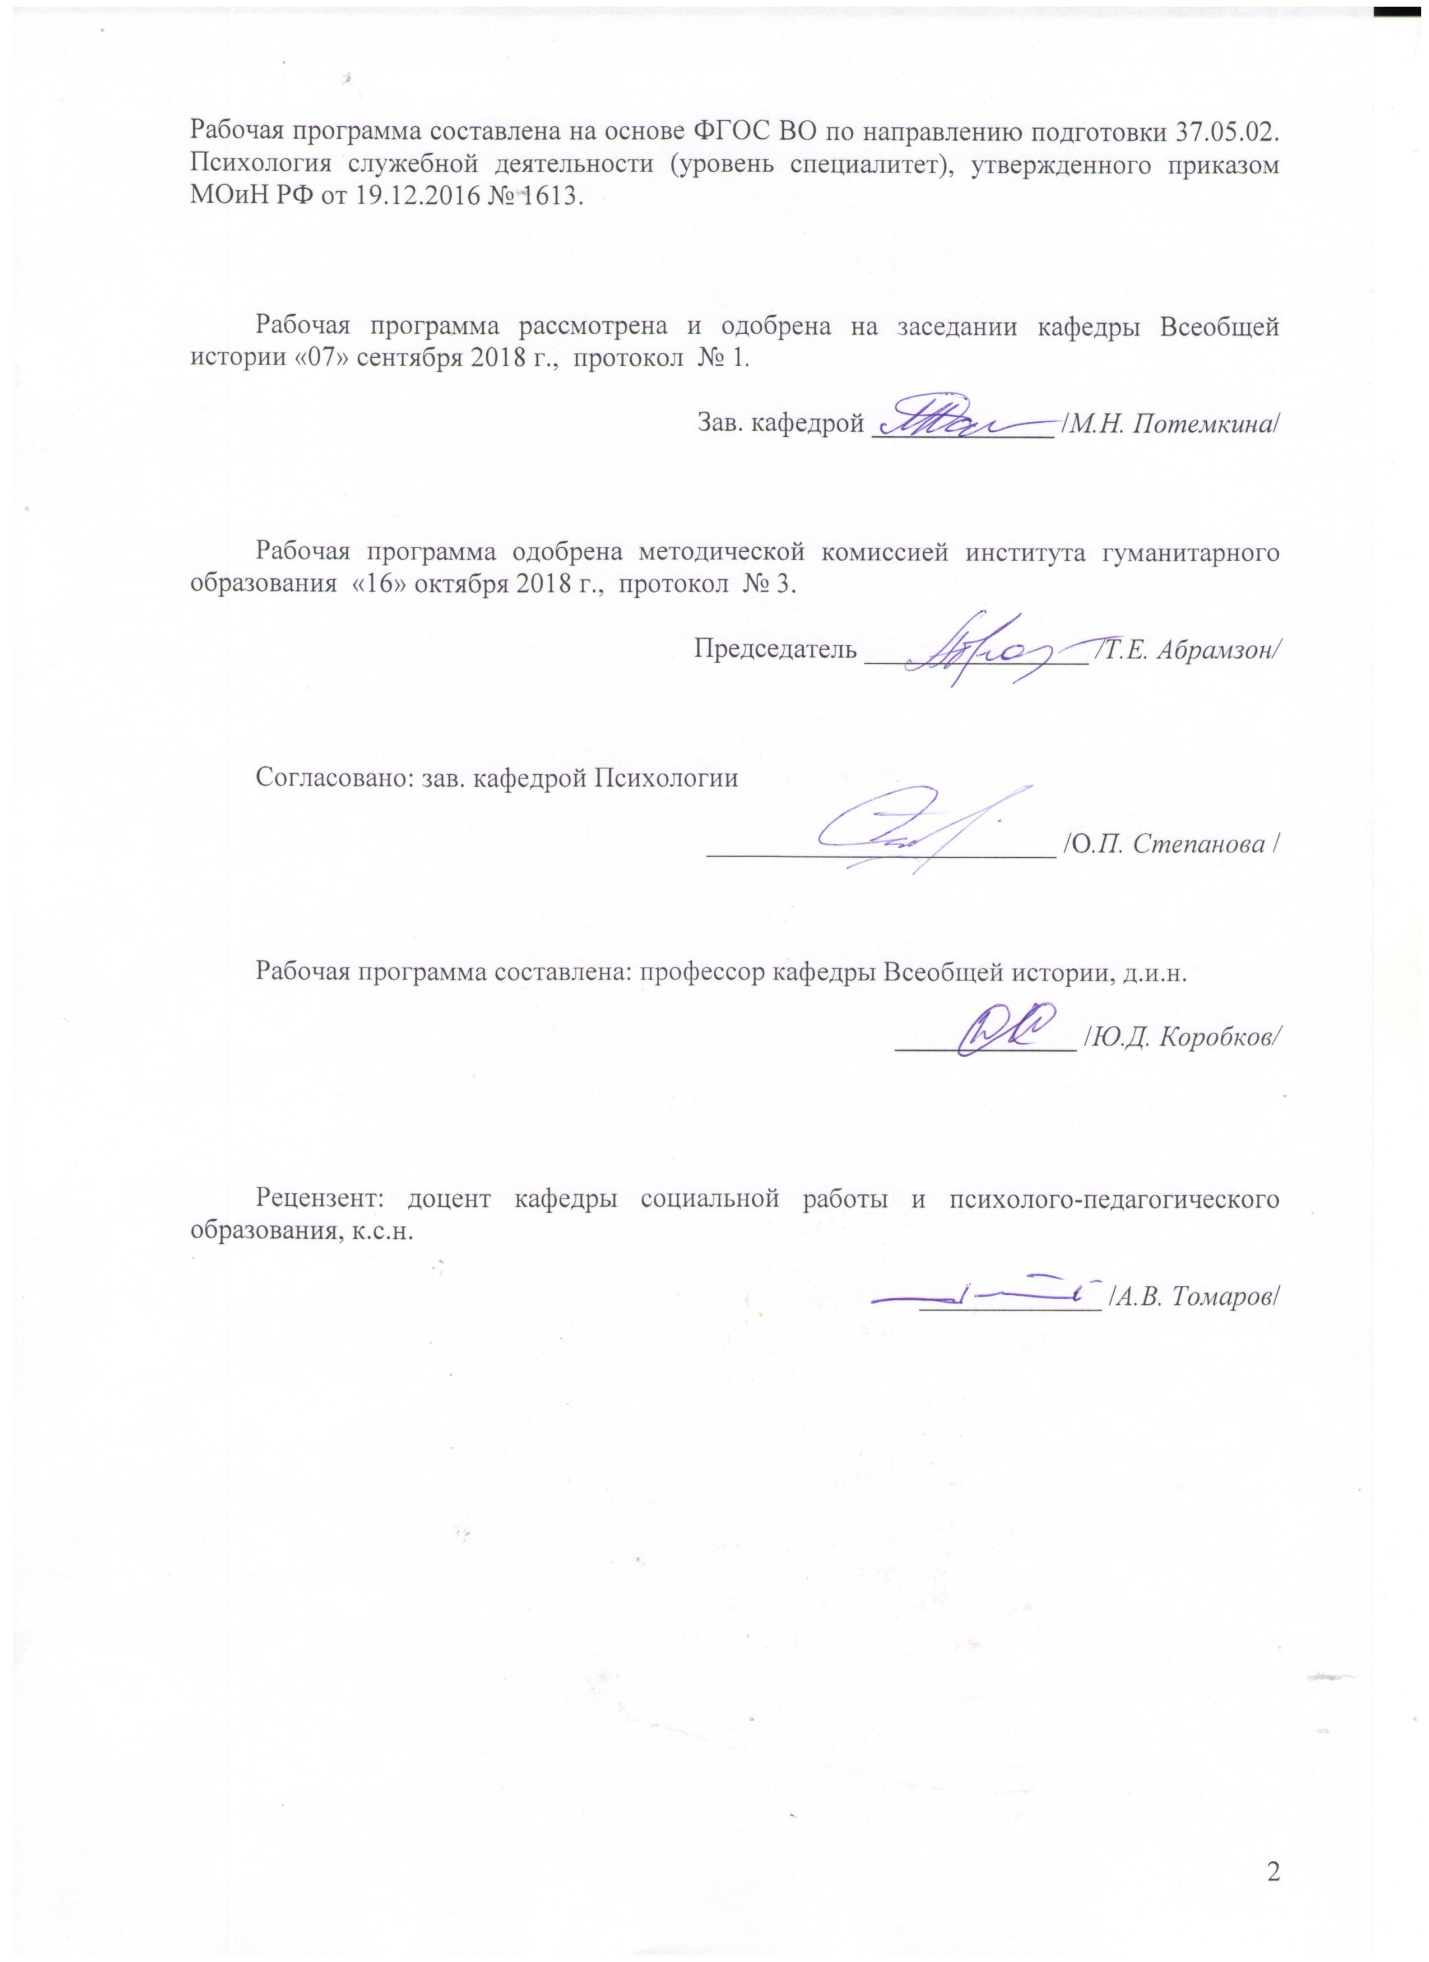 Рабочая программа составлена на основе ФГОС ВО по направлению подготовки 37.05.02.
Психология служебной деятельности (уровень специалитет), утвержденного приказом
МОиН РФ от 19.12.2016 № 1613.
Рабочая программа рассмотрена и одобрена на заседании кафедры Всеобщей
истории «07» сентября 2018 г., протокол № 1.
Зав. кафедрой /М.Н. Потемкина/
Рабочая программа одобрена методической комиссией института гуманитарного
образования «16» октября 2018 г., протокол № 3.
Председатель /Т.Е. Абрамзон/
Согласовано: зав. кафедрой Психологии
/О.П. Степанова /
Рабочая программа составлена: профессор кафедры Всеобщей истории, д.и.н.
/Ю.Д. Коробков/
Рецензент: доцент кафедры социальной работы и психолого-педагогического
образования, к.с.н.
/А.В. Томаров/
2